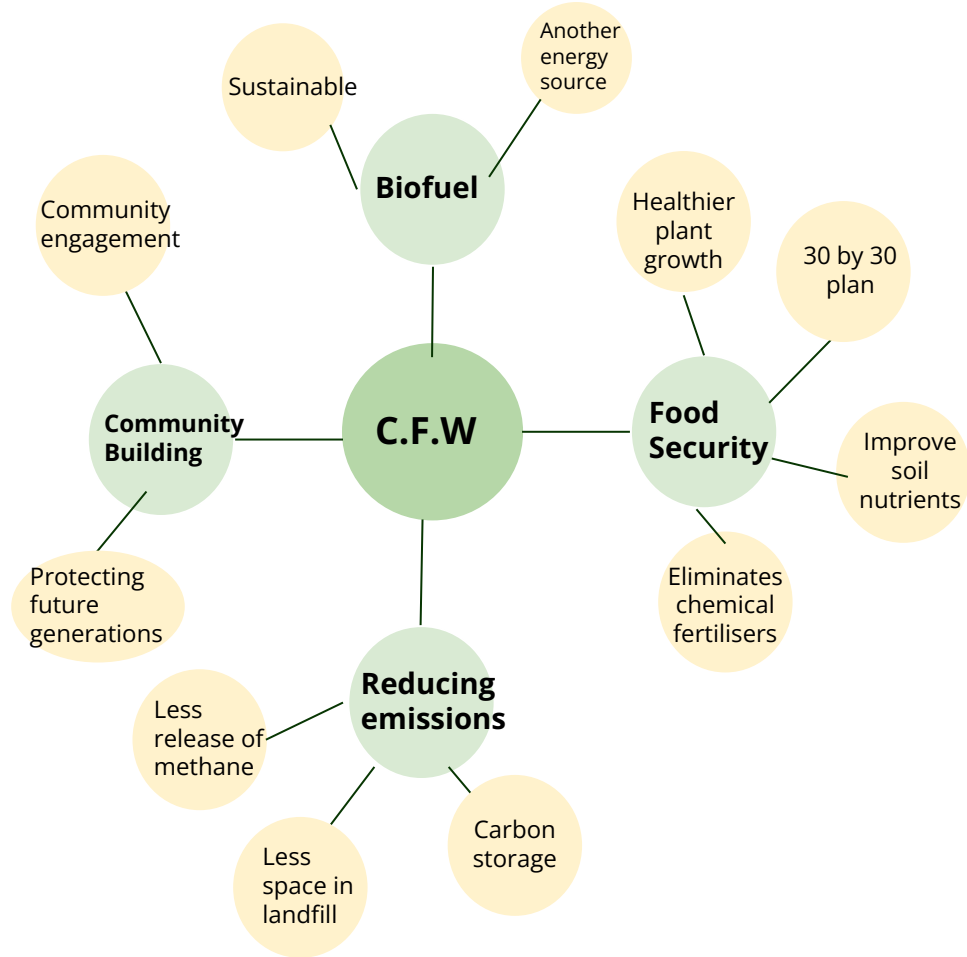 Another
energy
source
Sustainable
Biofuel
Healthier
plant
growth
30 by 30
plan
Community
engagement
Community
Building
C.F.W
Food
Security
Improve
soil
nutrients
Protecting
future
generations
Eliminates
chemical
fertilisers
Reducing
emissions
Less
release of
methane
Carbon
storage
Less
space in
landfill